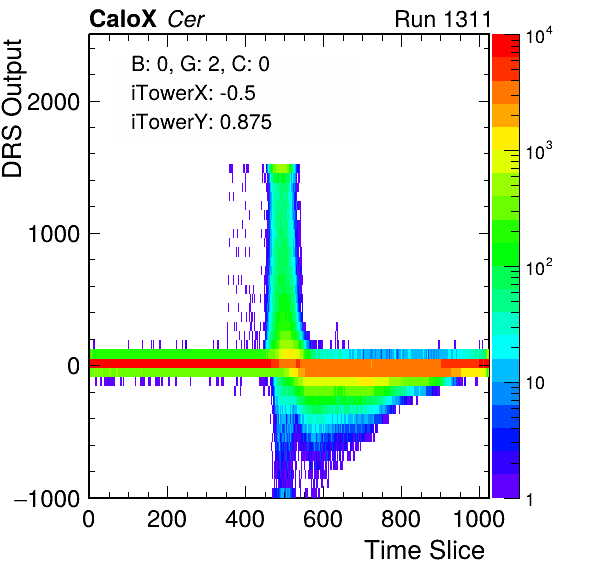 CaloX Cer Run 1311
B: 0, G: 2, C: 0
iTowerX: -0.5
iTowerY: 0.875
DRS Output
2000
1000
0
−1000
0 200 400 600 800 1000
Time Slice
10^4
10^3
10^2
10
1